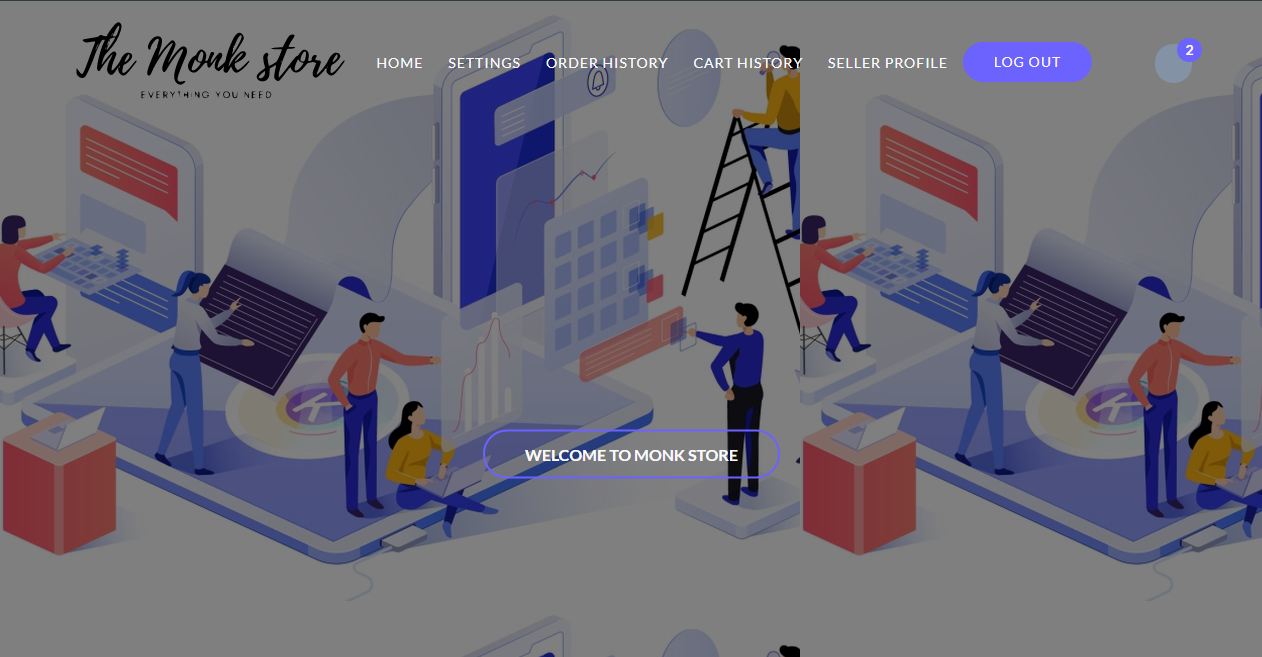 The Monk store
EVERYTHING YOU NEED
HOME SETTINGS ORDER HISTORY CART HISTORY SELLER PROFILE LOG OUT 2
K
WELCOME TO MONK STORE
K